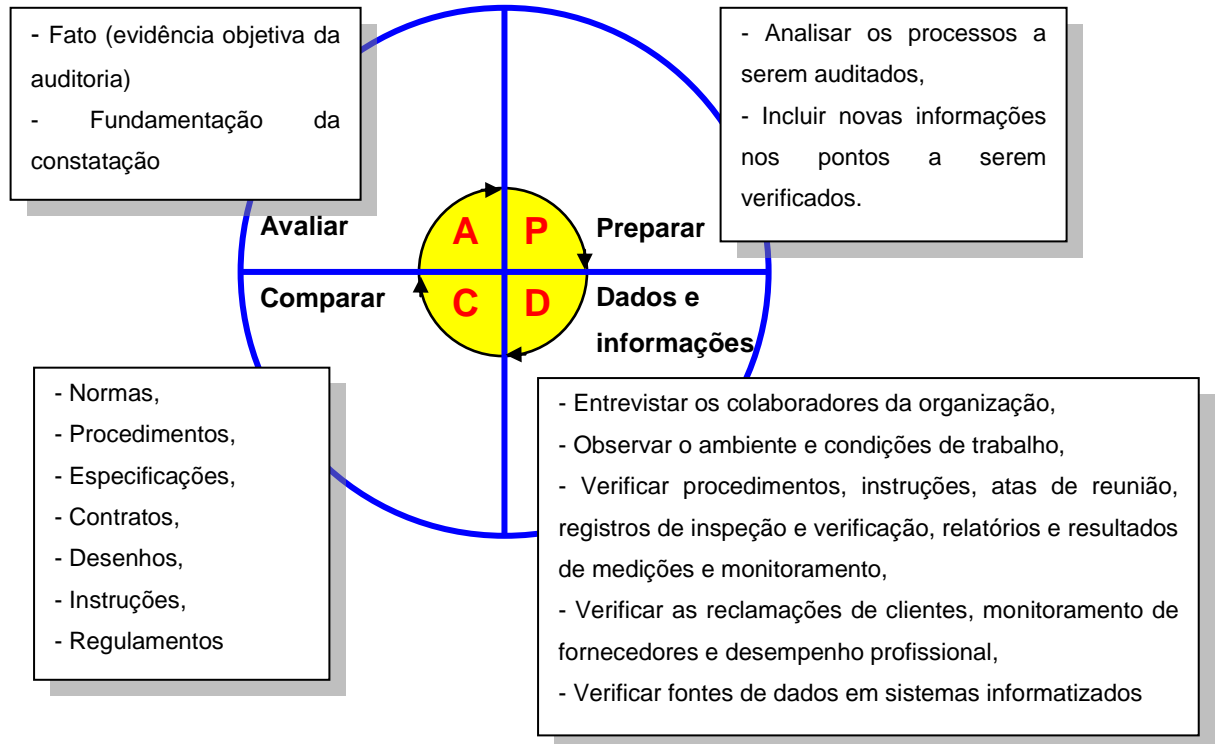 - Fato (evidência objetiva da
auditoria)
- Fundamentação da
constatação
- Analisar os processos a
serem auditados,
- Incluir novas informações
nos pontos a serem
verificados.
Avaliar
A
P
Preparar
Comparar
C
D
Dados e
informações
- Normas,
- Procedimentos,
- Especificações,
- Contratos,
- Desenhos,
- Instruções,
- Regulamentos
- Entrevistar os colaboradores da organização,
- Observar o ambiente e condições de trabalho,
- Verificar procedimentos, instruções, atas de reunião,
registros de inspeção e verificação, relatórios e resultados
de medições e monitoramento,
- Verificar as reclamações de clientes, monitoramento de
fornecedores e desempenho profissional,
- Verificar fontes de dados em sistemas informatizados